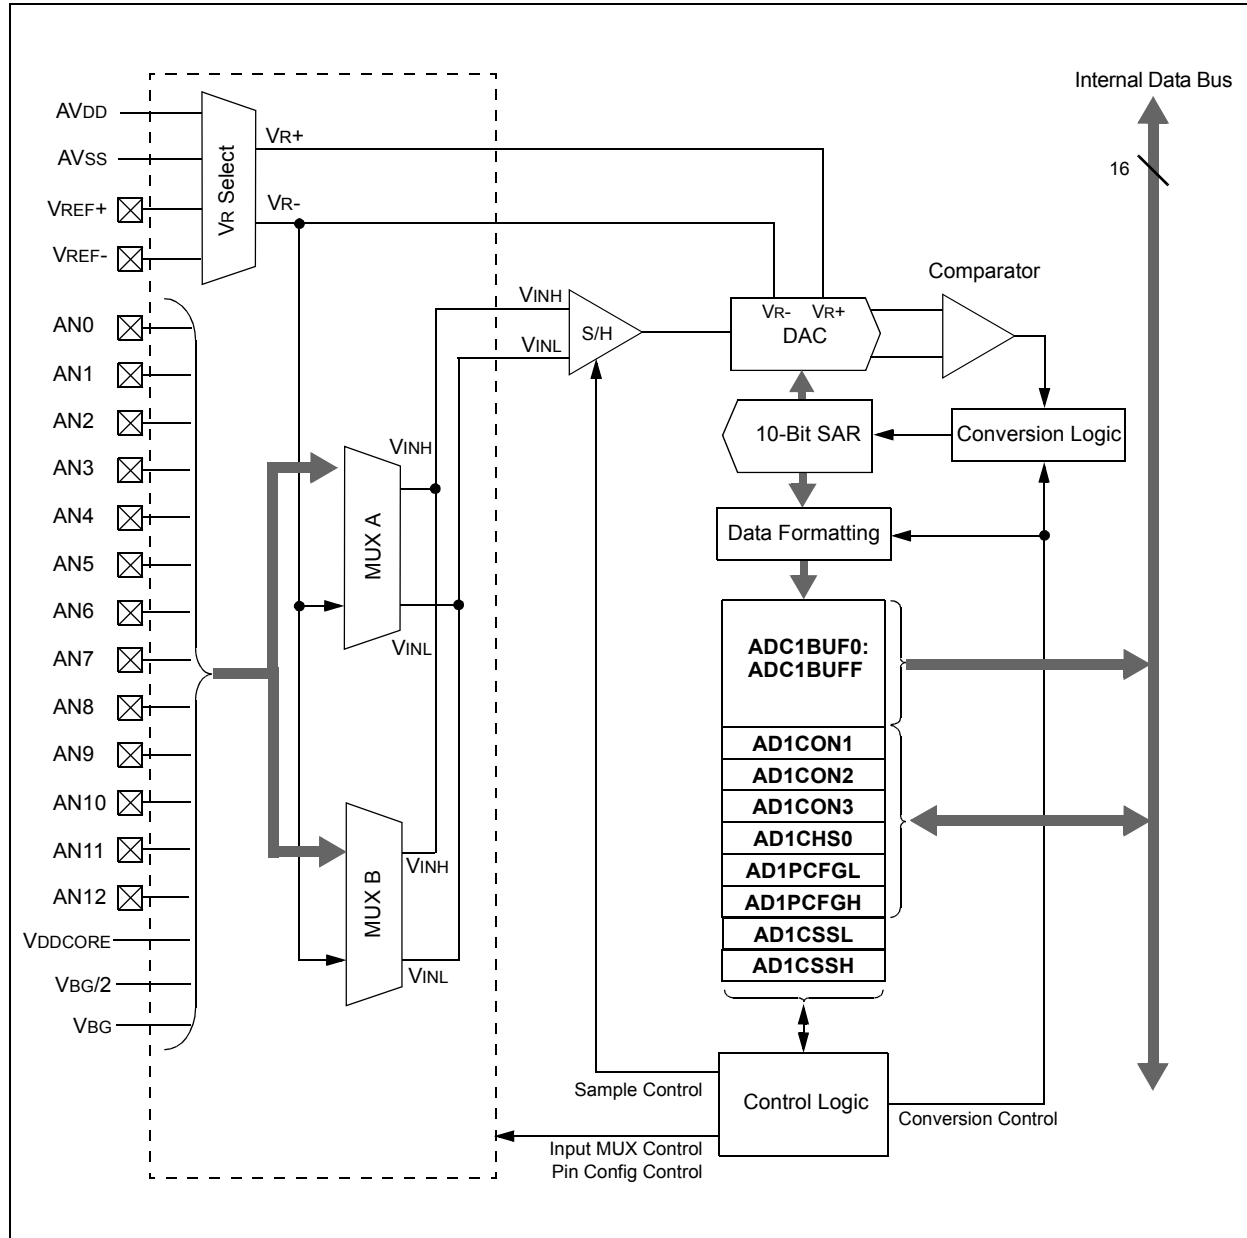 Internal Data Bus
16
AVDD
AVSS
VREF+
VREF-
VR Select
VR+
VR-
AN0
AN1
AN2
AN3
AN4
AN5
AN6
AN7
AN8
AN9
AN10
AN11
AN12
VDDCORE
VBG/2
VBG
MUX A
VINH
VINL
MUX B
VINH
VINL
VINH
VINL
S/H
VR- VR+
DAC
Comparator
10-Bit SAR
Conversion Logic
Data Formatting
ADC1BUF0:
ADC1BUFF
AD1CON1
AD1CON2
AD1CON3
AD1CHS0
AD1PCFGL
AD1PCFGH
AD1CSSL
AD1CSSH
Control Logic
Sample Control
Conversion Control
Input MUX Control
Pin Config Control